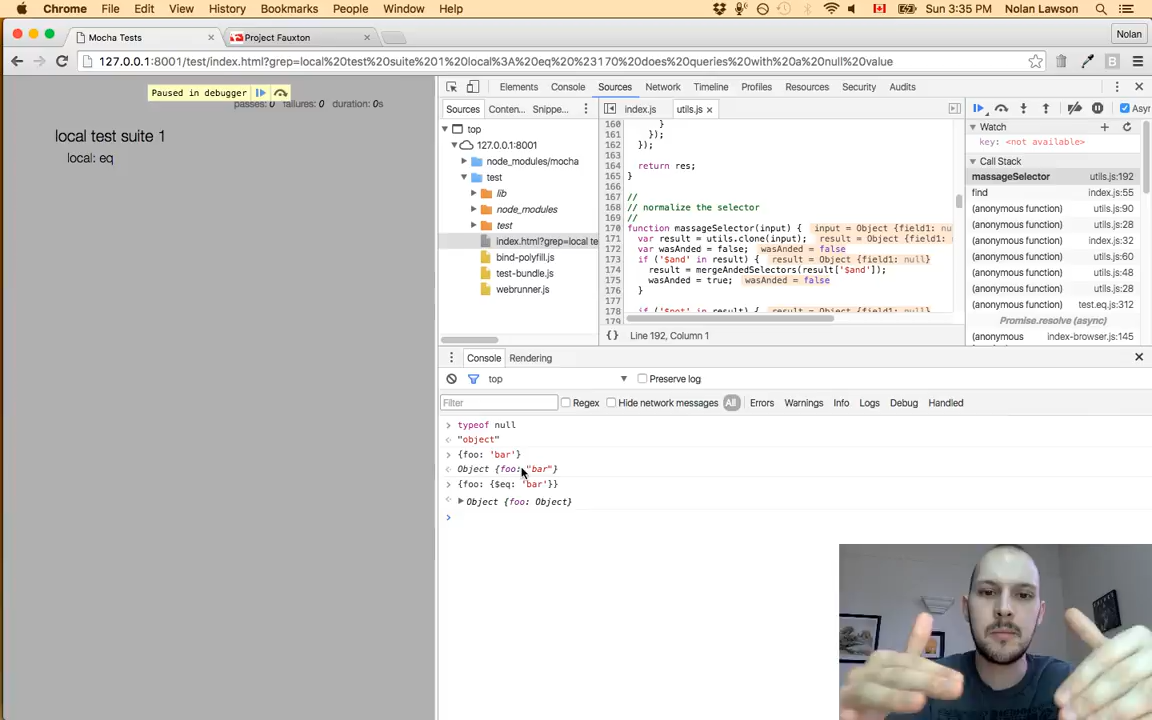 Chrome File Edit View History Bookmarks People Window Help Sun 3:35 PM Nolan Lawson
Mocha Tests × Project Fauxton × Nolan
127.0.0.1:8001/test/index.html?grep=local%20test%20suite%201%20local%3A%20eq%20%23170%20does%20queries%20with%20a%20null%20value
Paused in debugger
passes: 0 failures: 0 duration: 0s
local test suite 1
local: eq
Elements Console Sources Network Timeline Profiles Resources Security Audits
Sources Conten... Snippe...
top
127.0.0.1:8001
node_modules/mocha
test
lib
node_modules
test
index.html?grep=local te
bind-polyfill.js
test-bundle.js
webrunner.js
index.js utils.js ×
160 }
161 });
162 });
163
164 return res;
165 }
166
167 //
168 // normalize the selector
169 //
170 function massageSelector(input) { input = Object {field1: nu
171 var result = utils.clone(input); result = Object {field1:
172 var wasAnded = false; wasAnded = false
173 if ('$and' in result) { result = Object {field1: null}
174 result = mergeAndedSelectors(result['$and']);
175 wasAnded = true; wasAnded = false
176 }
177
178 if ('$not' in result) { result = Object {field1: null}
179
{} Line 192, Column 1
Asyr
Watch
key: <not available>
Call Stack
massageSelector utils.js:192
find index.js:55
(anonymous function) utils.js:90
(anonymous function) utils.js:28
(anonymous function) index.js:32
(anonymous function) utils.js:60
(anonymous function) utils.js:48
(anonymous function) utils.js:28
(anonymous function) test.eq.js:312
Promise.resolve (async)
(anonymous index-browser.js:145
Console Rendering
top Preserve log
Filter Regex Hide network messages All Errors Warnings Info Logs Debug Handled
typeof null
"object"
{foo: 'bar'}
Object {foo: "bar"}
{foo: {$eq: 'bar'}}
Object {foo: Object}